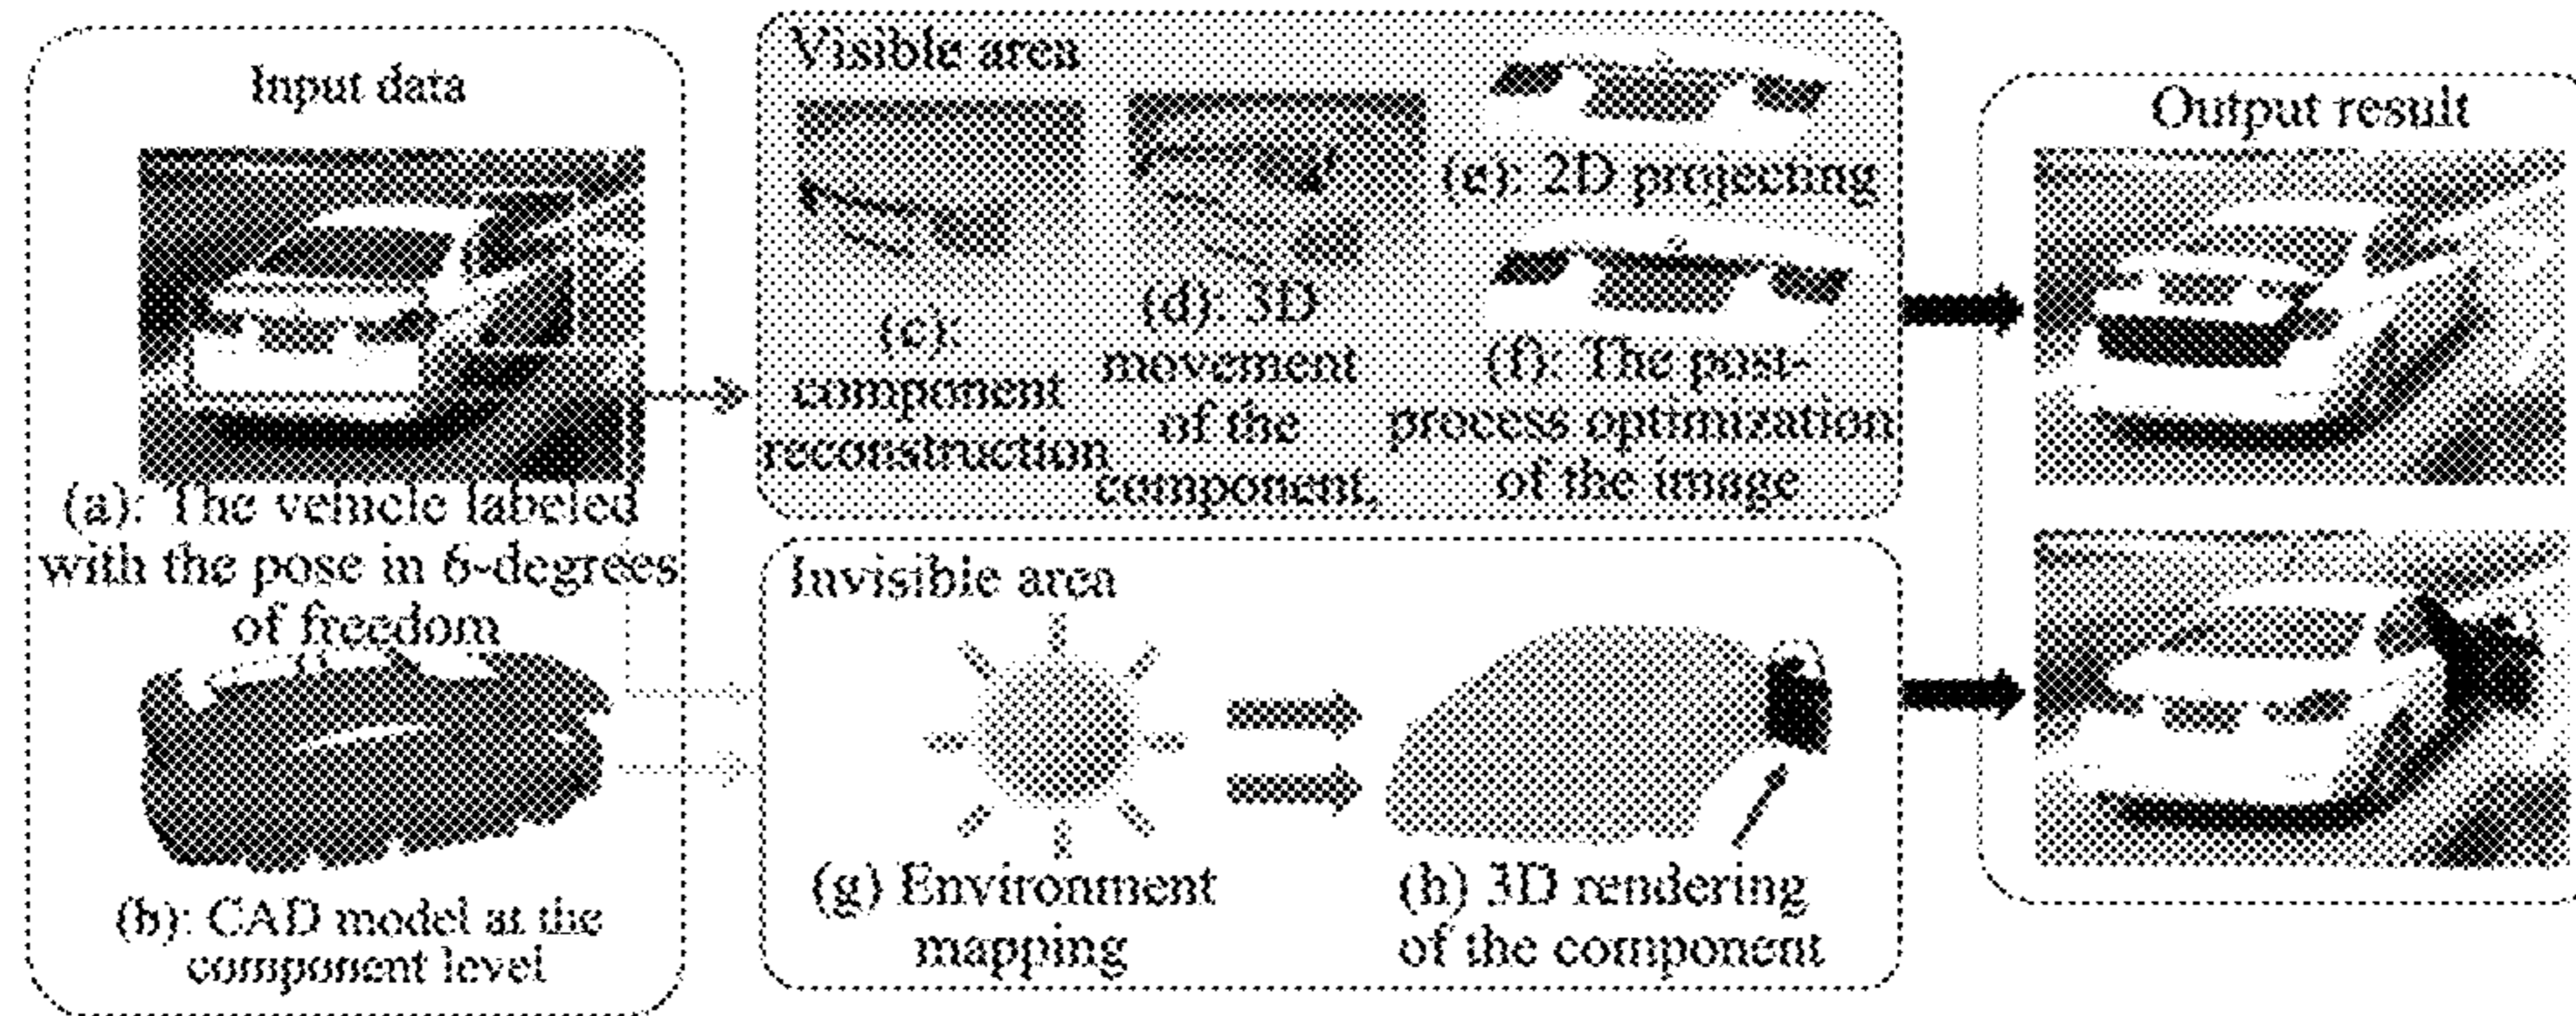 Input data
(a): The vehicle labeled
with the pose in 6-degrees
of freedom
(b): CAD model at the
component level
Visible area
(c):
component
reconstruction
(d): 3D
movement
of the
component,
(e): 2D projecting
(f): The post-
process optimization
of the image
Invisible area
(g) Environment
mapping
(h) 3D rendering
of the component
Output result